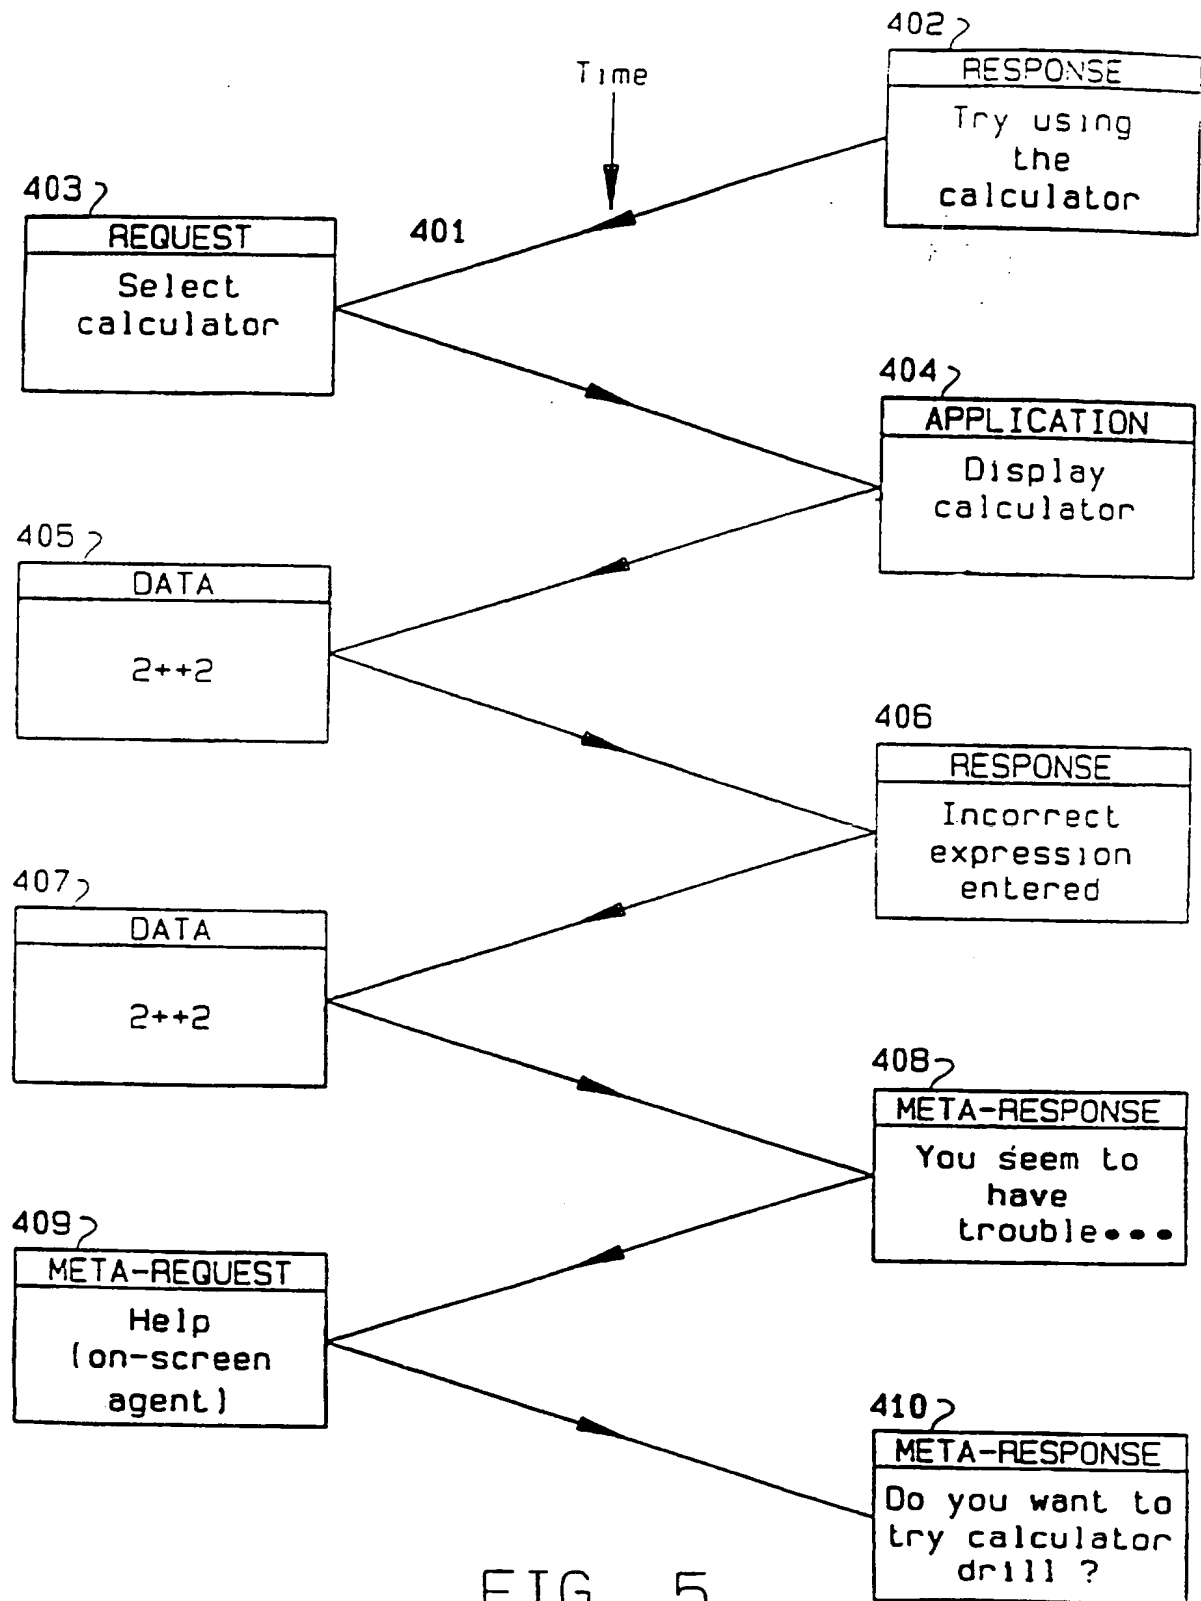 402
RESPONSE
Try using
the
calculator
Time
403
REQUEST
Select
calculator
401
404
APPLICATION
Display
calculator
405
DATA
2++2
406
RESPONSE
Incorrect
expression
entered
407
DATA
2++2
408
META-RESPONSE
You seem to
have
trouble•••
409
META-REQUEST
Help
(on-screen
agent)
410
META-RESPONSE
Do you want to
try calculator
drill ?
FIG. 5